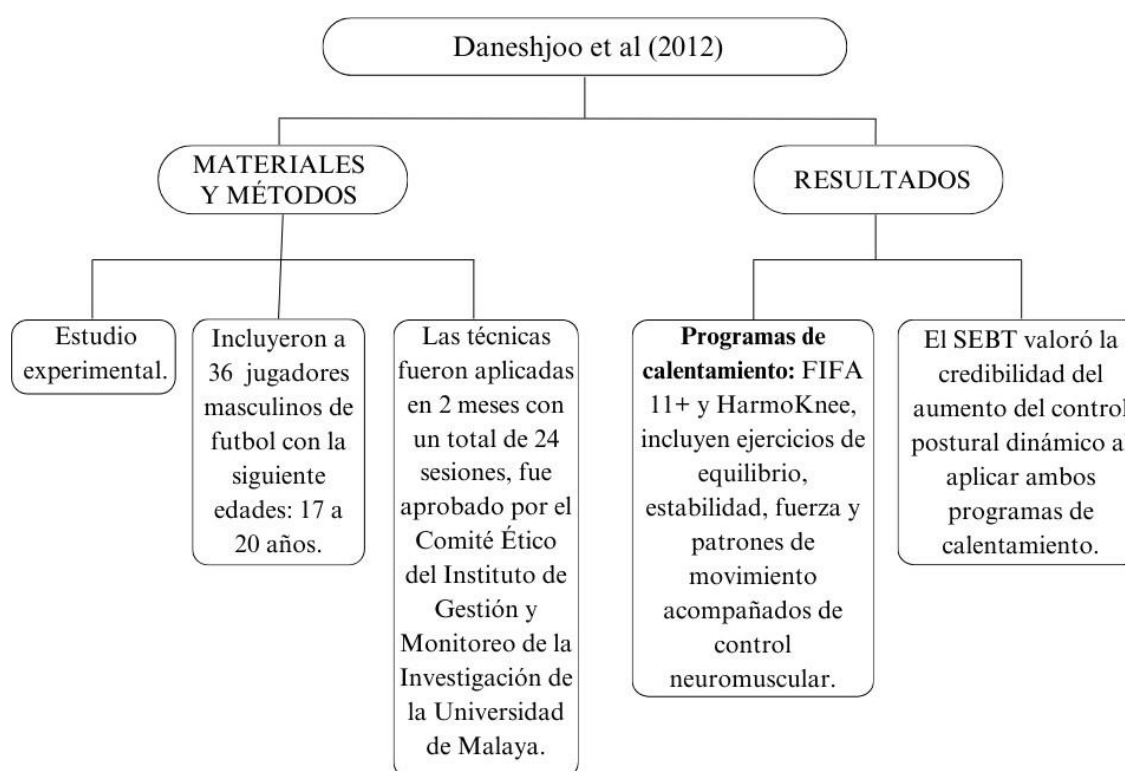 Daneshjoo et al (2012)
MATERIALES
Y MÉTODOS
RESULTADOS
Estudio
experimental.
Incluyeron a
36 jugadores
masculinos de
futbol con la
siguiente
edades: 17 a
20 años.
Las técnicas
fueron aplicadas
en 2 meses con
un total de 24
sesiones, fue
aprobado por el
Comité Ético
del Instituto de
Gestión y
Monitoreo de la
Investigación de
la Universidad
de Malaya.
Programas de
calentamiento: FIFA
11+ y HarmoKnee,
incluyen ejercicios de
equilibrio,
estabilidad, fuerza y
patrones de
movimiento
acompañados de
control
neuromuscular.
El SEBT valoró la
credibilidad del
aumento del control
postural dinámico al
aplicar ambos
programas de
calentamiento.